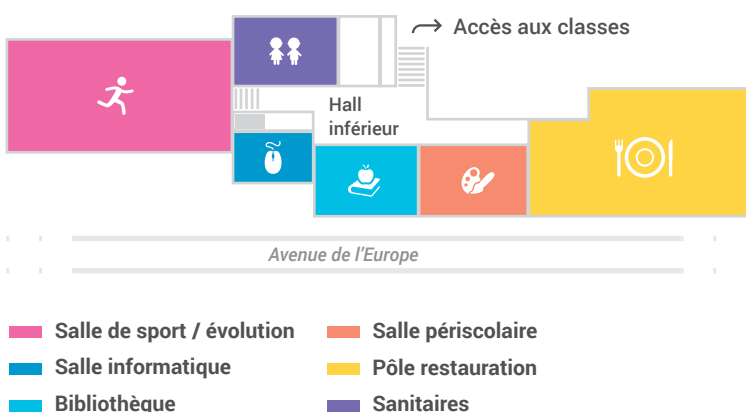 Accès aux classes
Hall
inférieur
Avenue de l'Europe
Salle de sport / évolution
Salle périscolaire
Salle informatique
Pôle restauration
Bibliothèque
Sanitaires